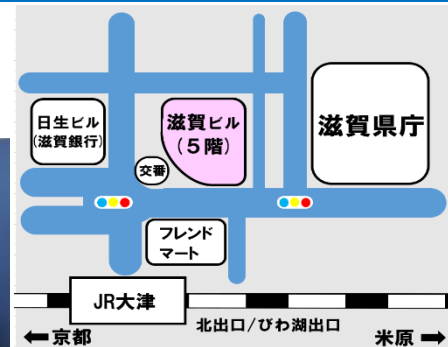 日生ビル
(滋賀銀行)
滋賀ビル
(5階)
滋賀県庁
交番
フレンド
マート
JR大津
北出口/びわ湖出口
←京都
米原→